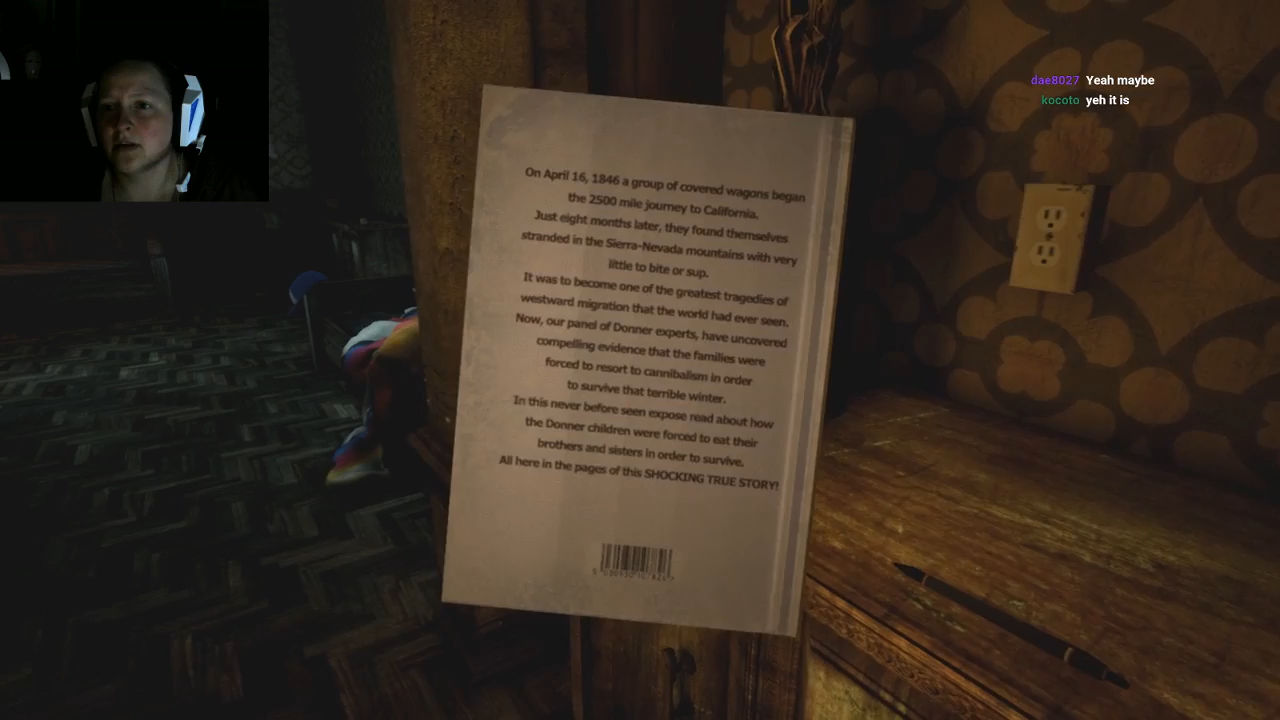 dae8027 Yeah maybe
kocoto yeh it is
On April 16, 1846 a group of covered wagons began
the 2500 mile journey to California.
Just eight months later, they found themselves
stranded in the Sierra-Nevada mountains with very
little to bite or sup.
It was to become one of the greatest tragedies of
westward migration that the world had ever seen.
Now, our panel of Donner experts, have uncovered
compelling evidence that the families were
forced to resort to cannibalism in order
to survive that terrible winter.
In this never before seen expose read about how
the Donner children were forced to eat their
brothers and sisters in order to survive.
All here in the pages of this SHOCKING TRUE STORY!